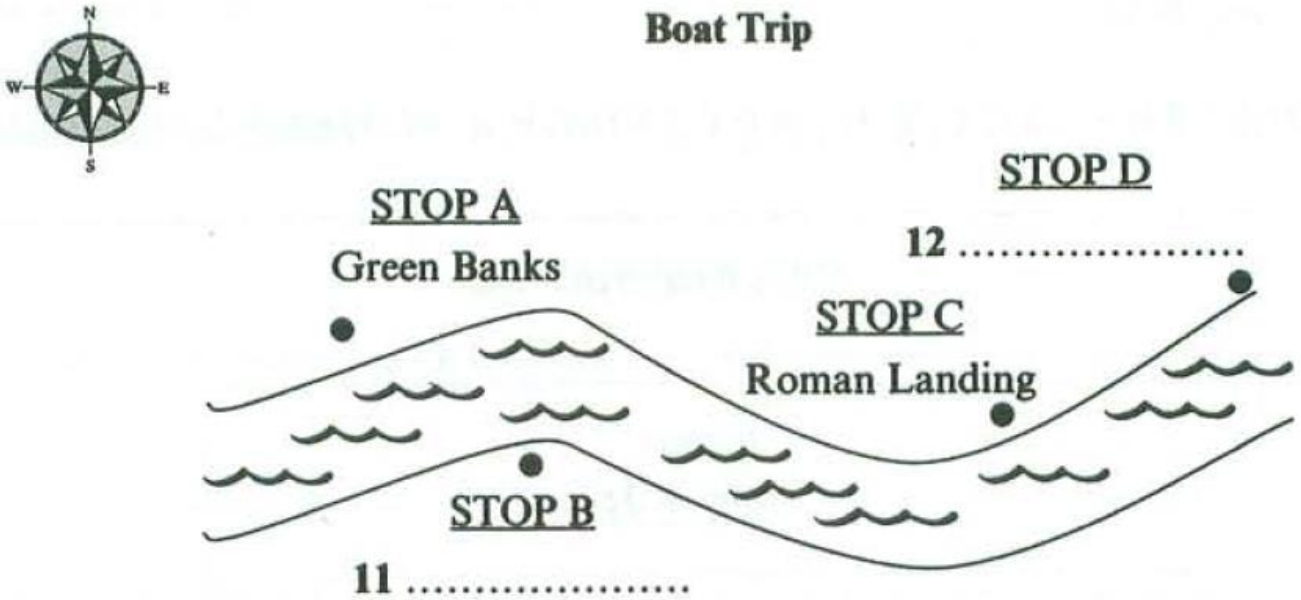 N
W E
S
Boat Trip
STOP A
Green Banks
STOP D
12 ........................
STOP C
Roman Landing
STOP B
11 ........................